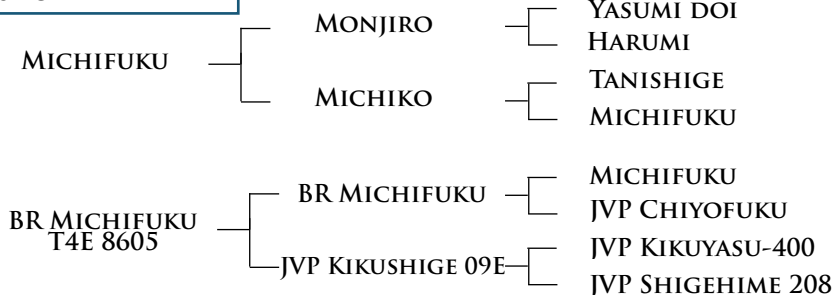 Yasumi doi
Monjiro
Harumi
Michifuku
Tanishige
Michiko
Michifuku
Michifuku
BR Michifuku
JVP Chiyofuku
BR Michifuku
T4E 8605
JVP Kikuyasu-400
JVP Kikushige 09E
JVP Shigehime 208